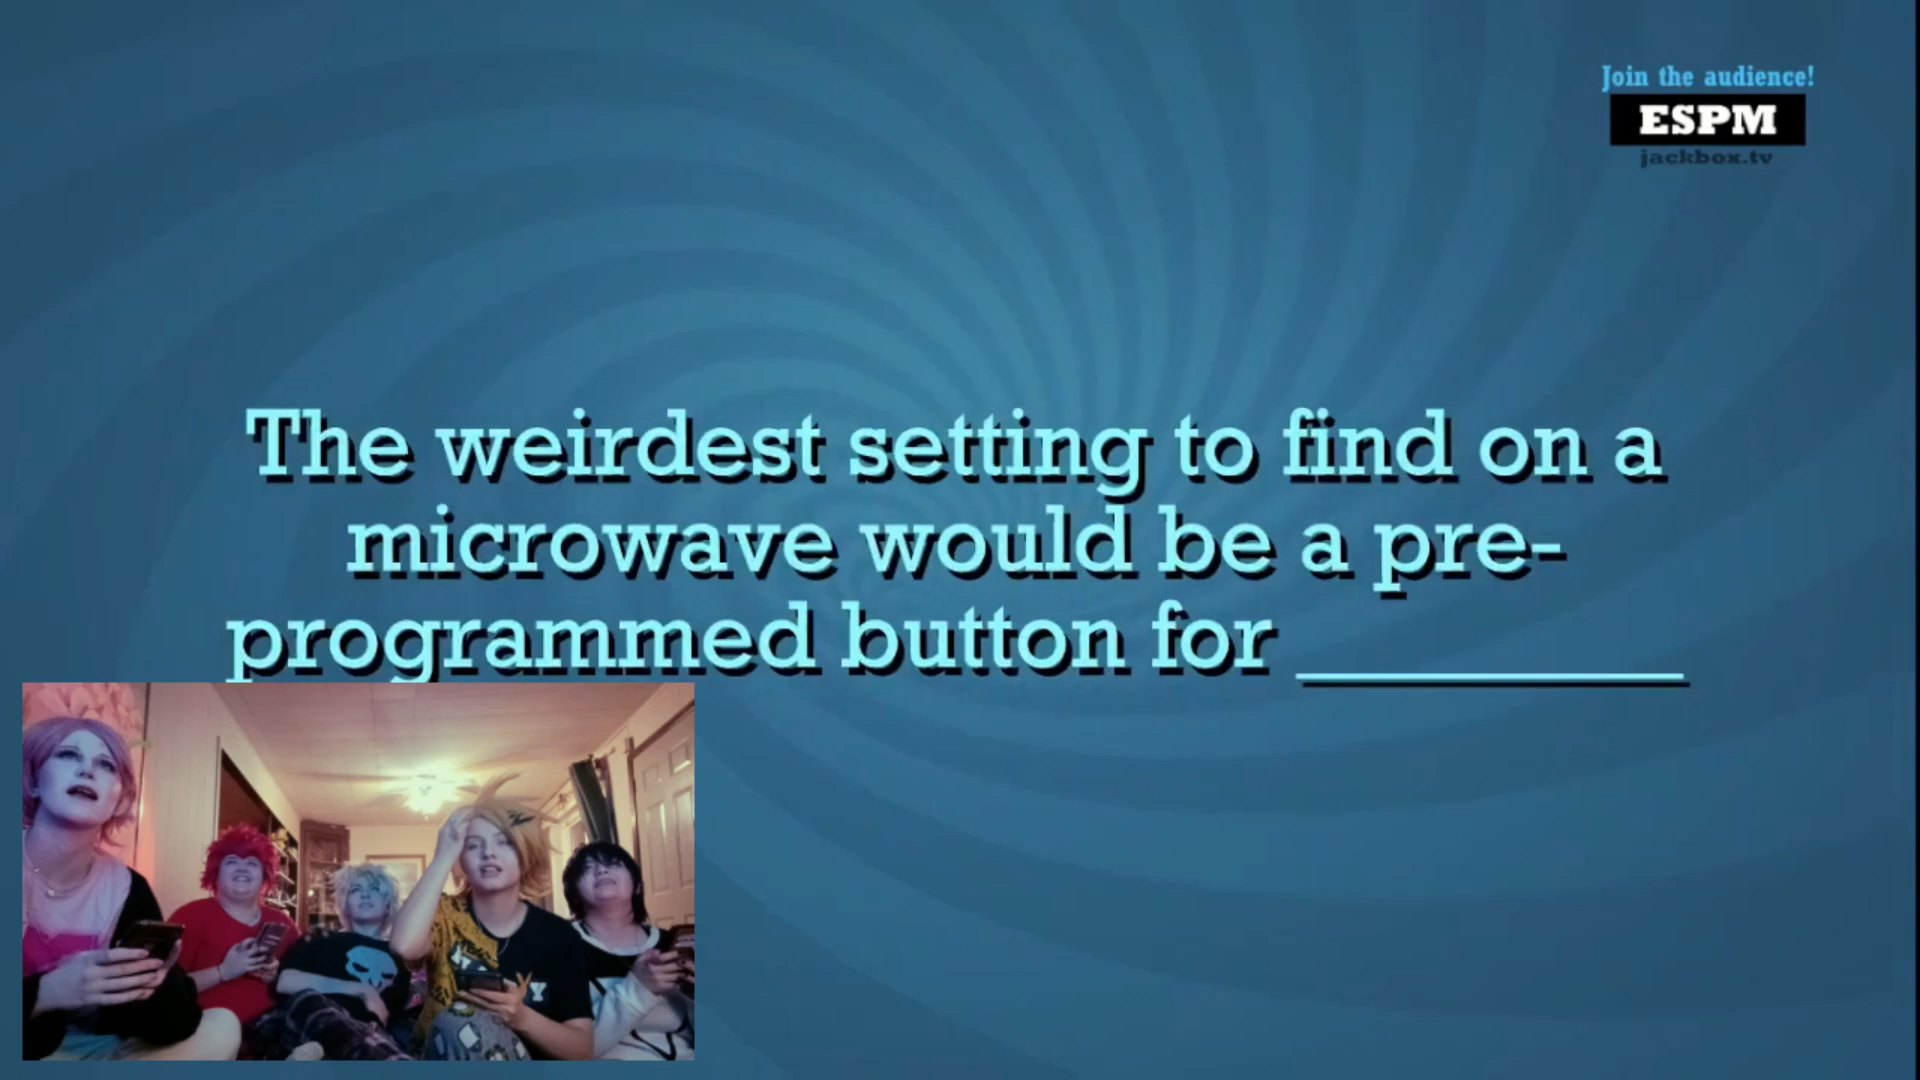 Join the audience!
ESPM
jackbox.tv
The weirdest setting to find on a
microwave would be a pre-
programmed button for